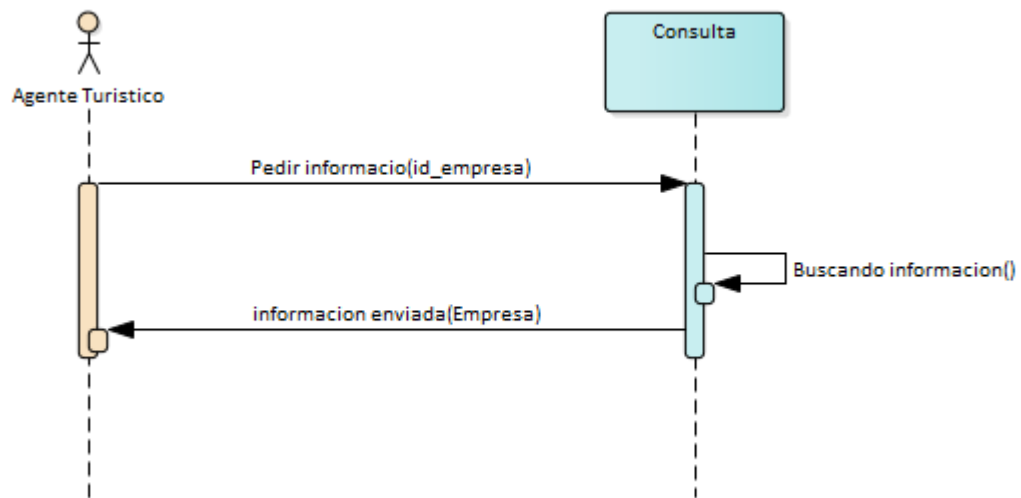 Consulta
Agente Turistico
Pedir informacio(id_empresa)
Buscando informacion()
informacion enviada(Empresa)